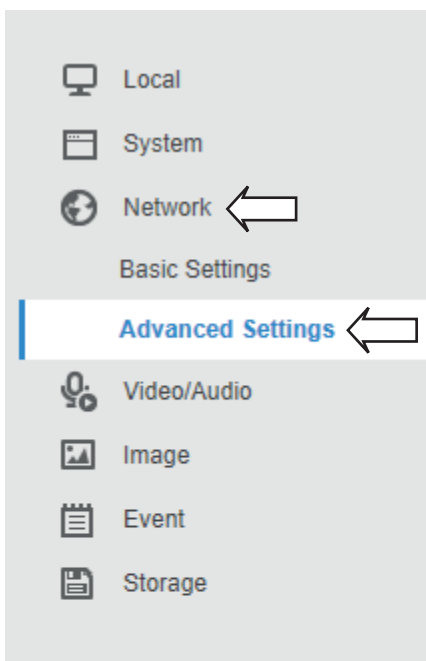 Local
System
Network
Basic Settings
Advanced Settings
Video/Audio
Image
Event
Storage